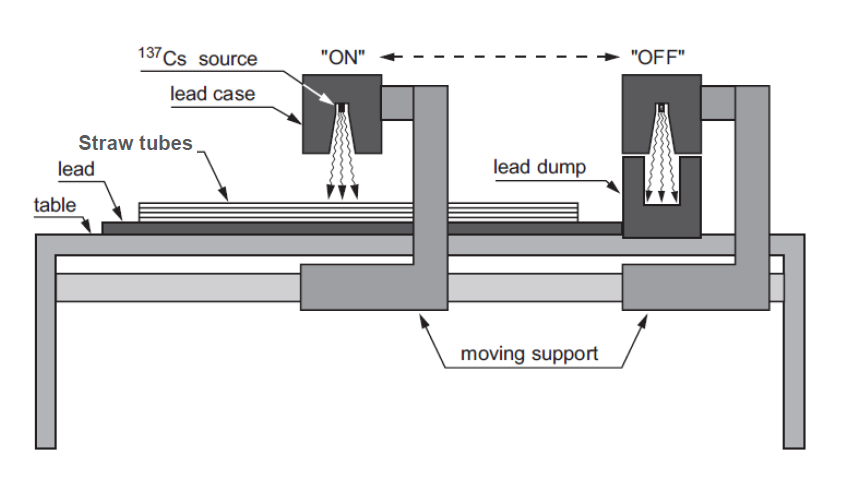 137Cs source
"ON"
"OFF"
lead case
Straw tubes
lead
lead dump
table
moving support